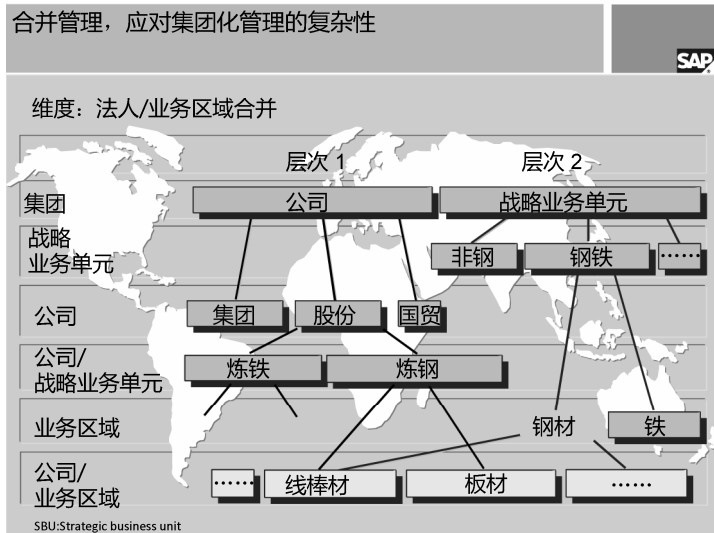 合并管理，应对集团化管理的复杂性
SAP
维度：法人/业务区域合并
层次 1
层次 2
集团
公司
战略业务单元
战略
业务单元
非钢
钢铁
······
公司
集团
股份
国贸
公司/
战略业务单元
炼铁
炼钢
业务区域
钢材
铁
公司/
业务区域
······
线棒材
板材
······
SBU:Strategic business unit